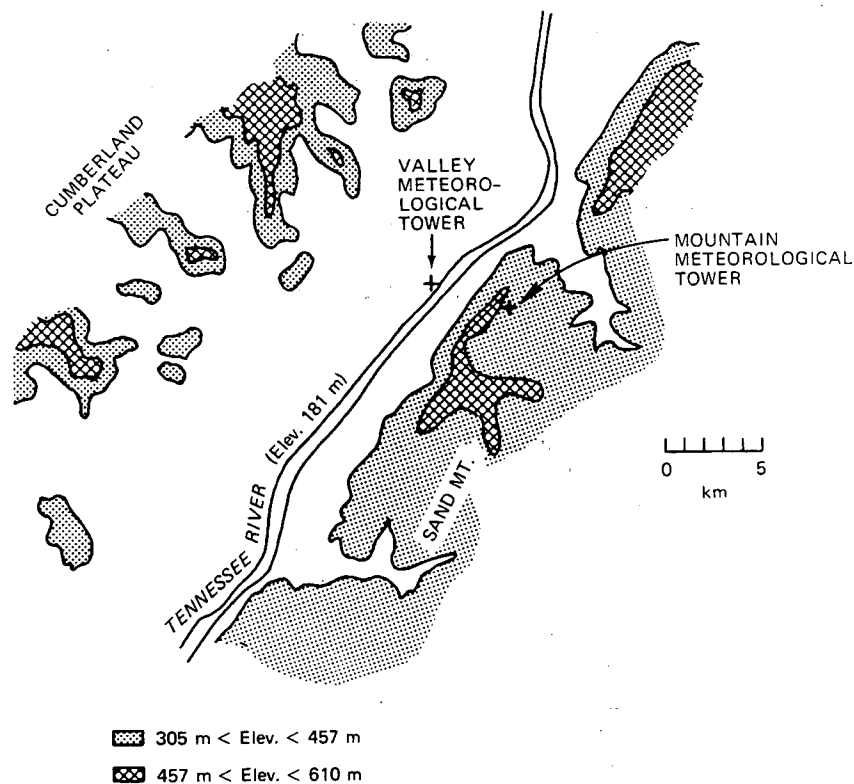 CUMBERLAND
PLATEAU
VALLEY
METEORO-
LOGICAL
TOWER
MOUNTAIN
METEOROLOGICAL
TOWER
TENNESSEE RIVER (Elev. 181 m)
SAND MT.
0 5
km
305 m < Elev. < 457 m
457 m < Elev. < 610 m